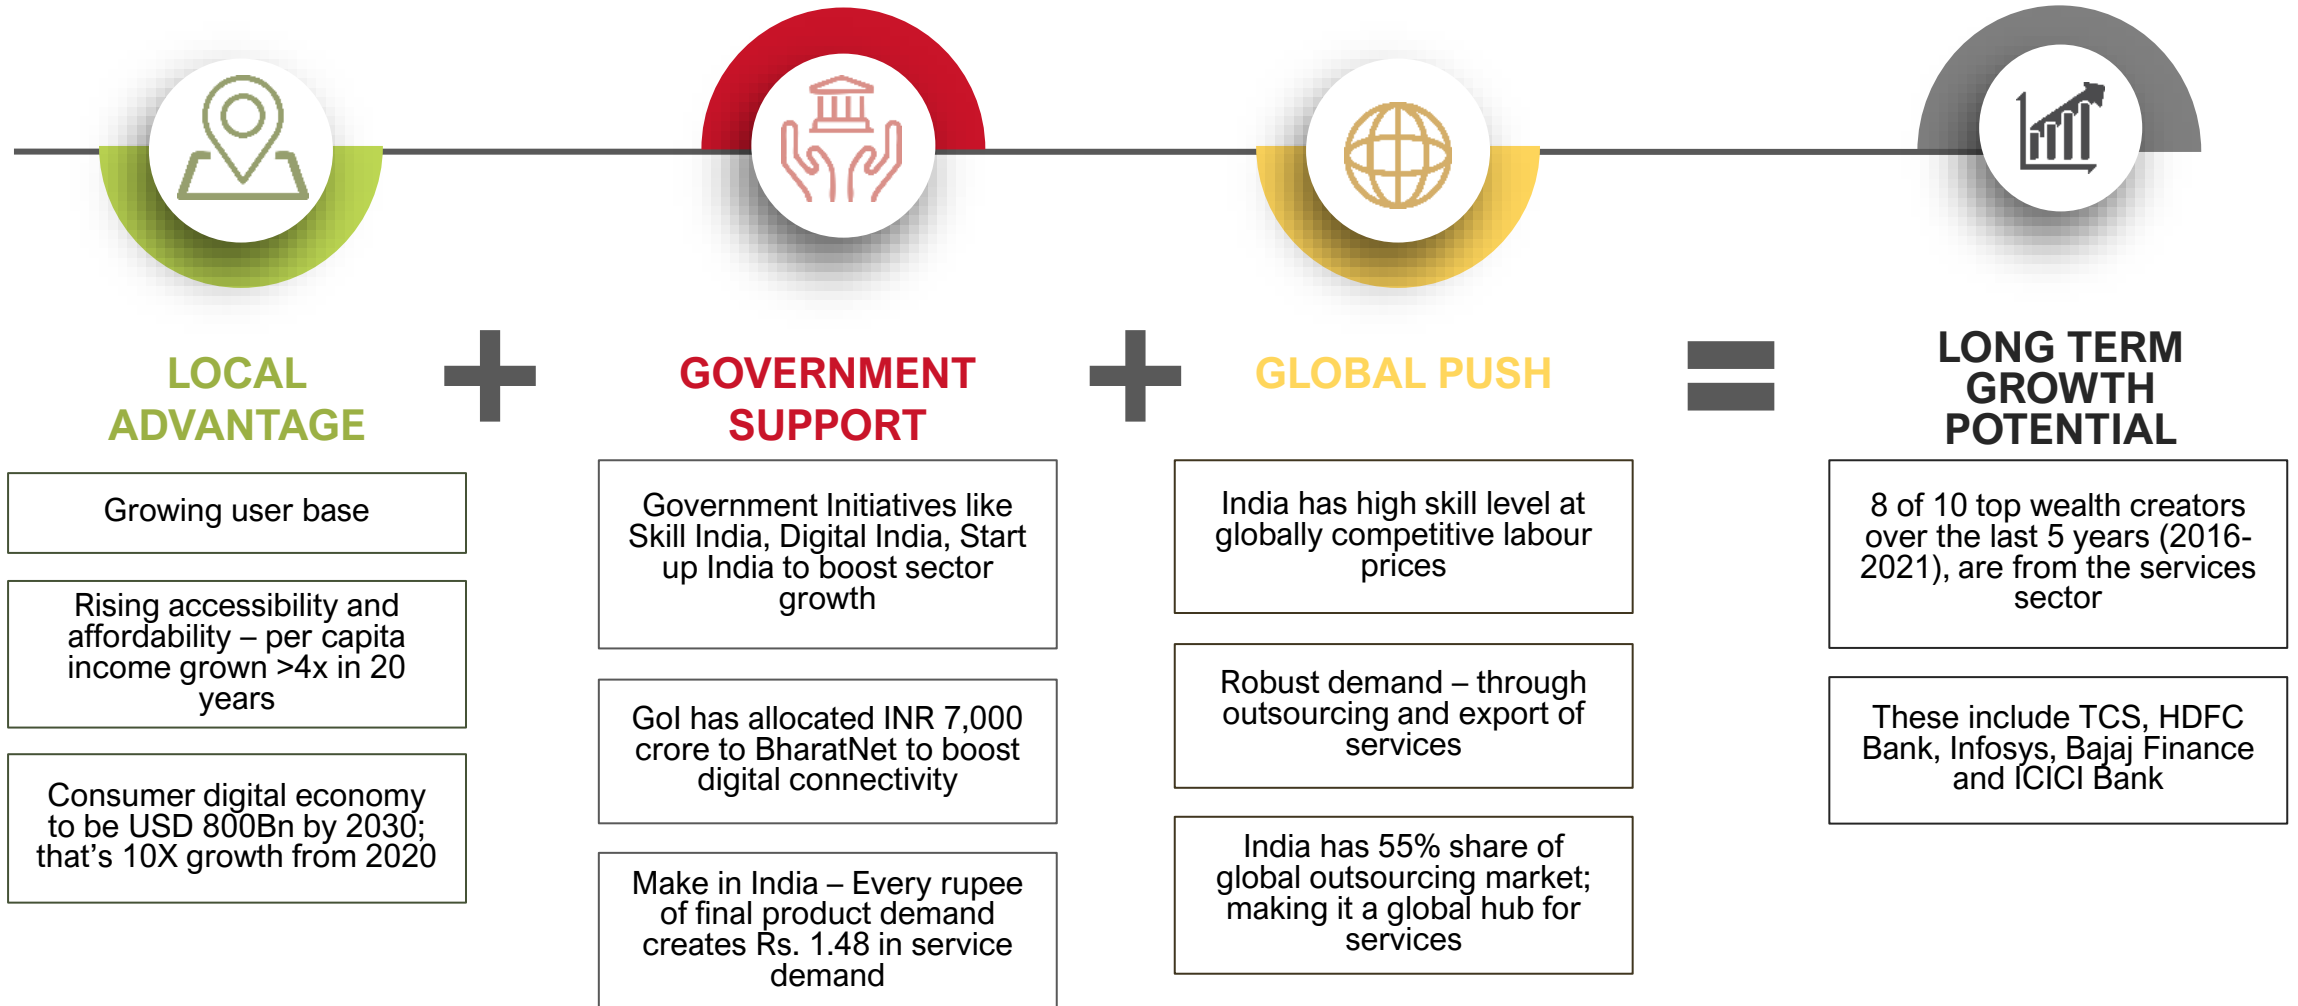 LOCAL
ADVANTAGE
Growing user base
Rising accessibility and
affordability – per capita
income grown >4x in 20
years
Consumer digital economy
to be USD 800Bn by 2030;
that’s 10X growth from 2020
GOVERNMENT
SUPPORT
Government Initiatives like
Skill India, Digital India, Start
up India to boost sector
growth
GoI has allocated INR 7,000
crore to BharatNet to boost
digital connectivity
Make in India – Every rupee
of final product demand
creates Rs. 1.48 in service
demand
GLOBAL PUSH
India has high skill level at
globally competitive labour
prices
Robust demand – through
outsourcing and export of
services
India has 55% share of
global outsourcing market;
making it a global hub for
services
LONG TERM
GROWTH
POTENTIAL
8 of 10 top wealth creators
over the last 5 years (2016-
2021), are from the services
sector
These include TCS, HDFC
Bank, Infosys, Bajaj Finance
and ICICI Bank